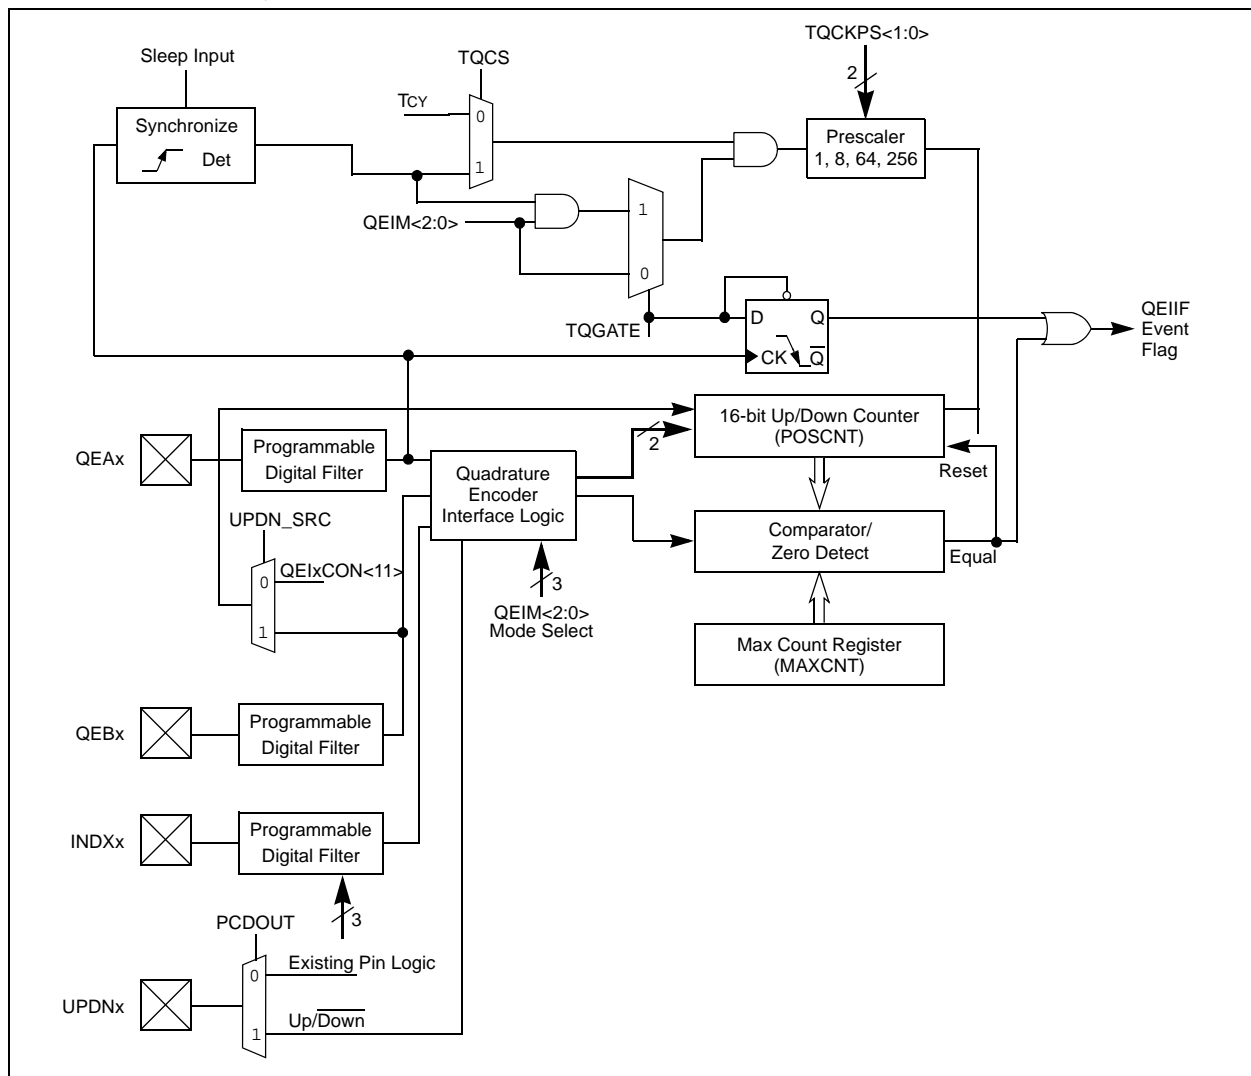 TQCKPS<1:0>
Sleep Input
TQCS
2
TCY
0
Synchronize
Det
1
Prescaler
1, 8, 64, 256
QEIM<2:0>
1
0
TQGATE
D Q
CK Q
QEIIF
Event
Flag
16-bit Up/Down Counter
(POSCNT)
2
Reset
QEAx
Programmable
Digital Filter
Quadrature
Encoder
Interface Logic
UPDN_SRC
0
QEIxCON<11>
1
Comparator/
Zero Detect
Equal
3
QEIM<2:0>
Mode Select
Max Count Register
(MAXCNT)
QEBx
Programmable
Digital Filter
INDXx
Programmable
Digital Filter
3
PCDOUT
0
Existing Pin Logic
UPDNx
1
Up/Down